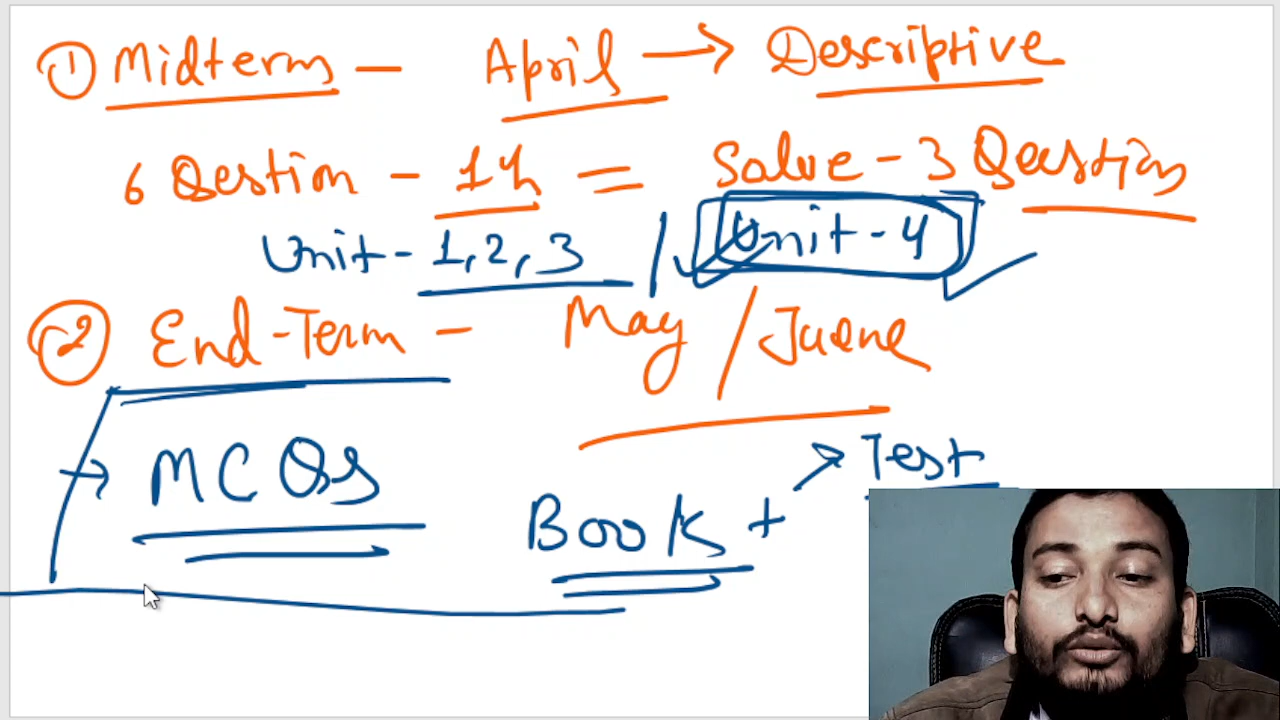 ① Midterm - April → Descriptive
6 Qestion - 1h = Solve - 3 Question
Unit - 1, 2, 3 / Unit - 4
② End-Term - May / Juene
→ MCQs
Book + → Test